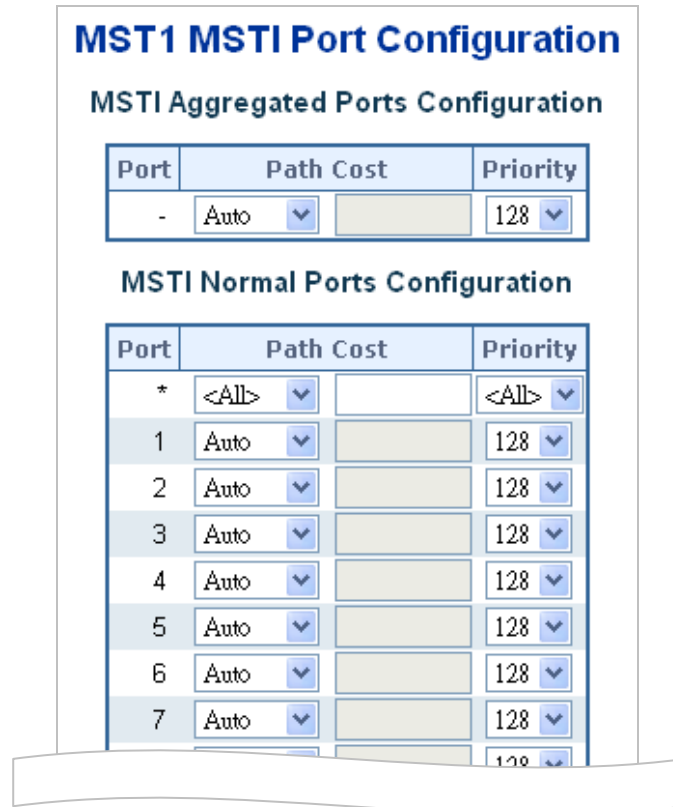 MST1 MSTI Port Configuration
MSTI Aggregated Ports Configuration
Port Path Cost Priority
- Auto 128
MSTI Normal Ports Configuration
Port Path Cost Priority
* <All> <All>
1 Auto 128
2 Auto 128
3 Auto 128
4 Auto 128
5 Auto 128
6 Auto 128
7 Auto 128